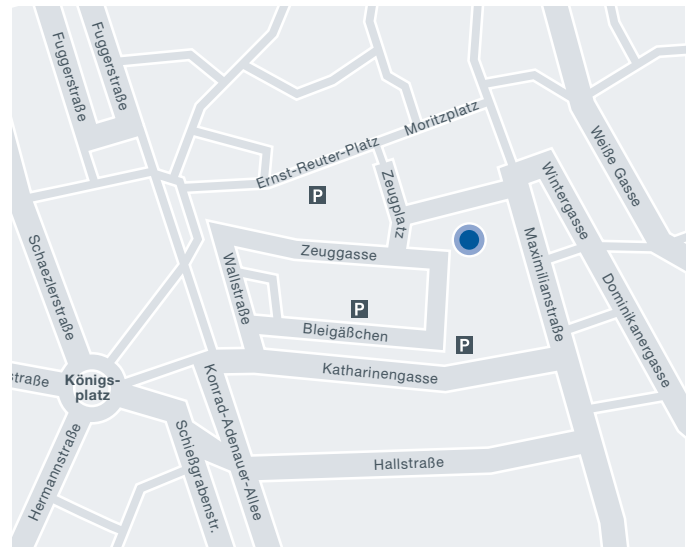 Fuggerstraße
Fuggerstraße
Moritzplatz
Ernst-Reuter-Platz
Weiße Gasse
P
Zeugplatz
Wintergasse
Schaezlerstraße
Wallstraße
Zeuggasse
Maximilianstraße
P
Bleigäßchen
P
Dominikanergasse
straße
Königs-
platz
Katharinengasse
Konrad-Adenauer-Allee
Hermannstraße
Schießgrabenstr.
Hallstraße